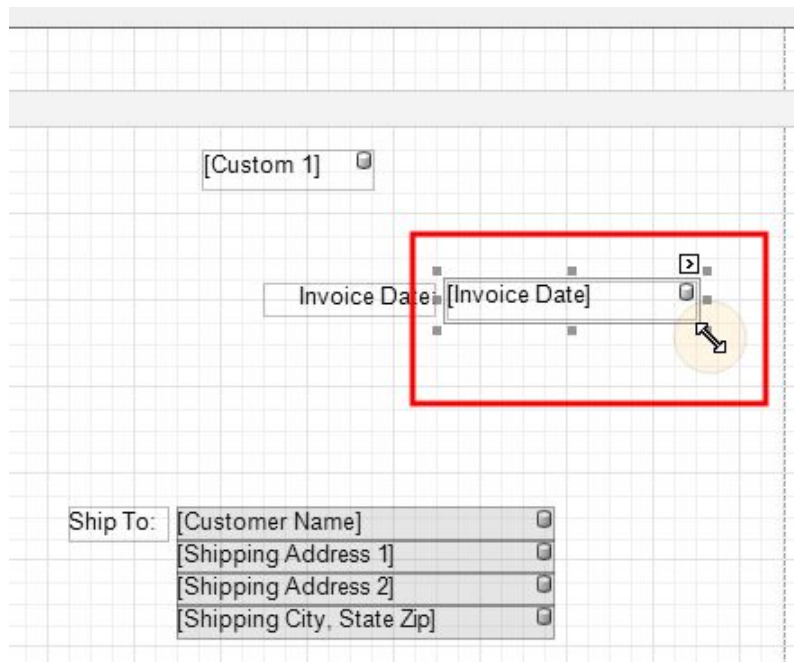 [Custom 1]
Invoice Date: [Invoice Date]
Ship To: [Customer Name]
[Shipping Address 1]
[Shipping Address 2]
[Shipping City, State Zip]